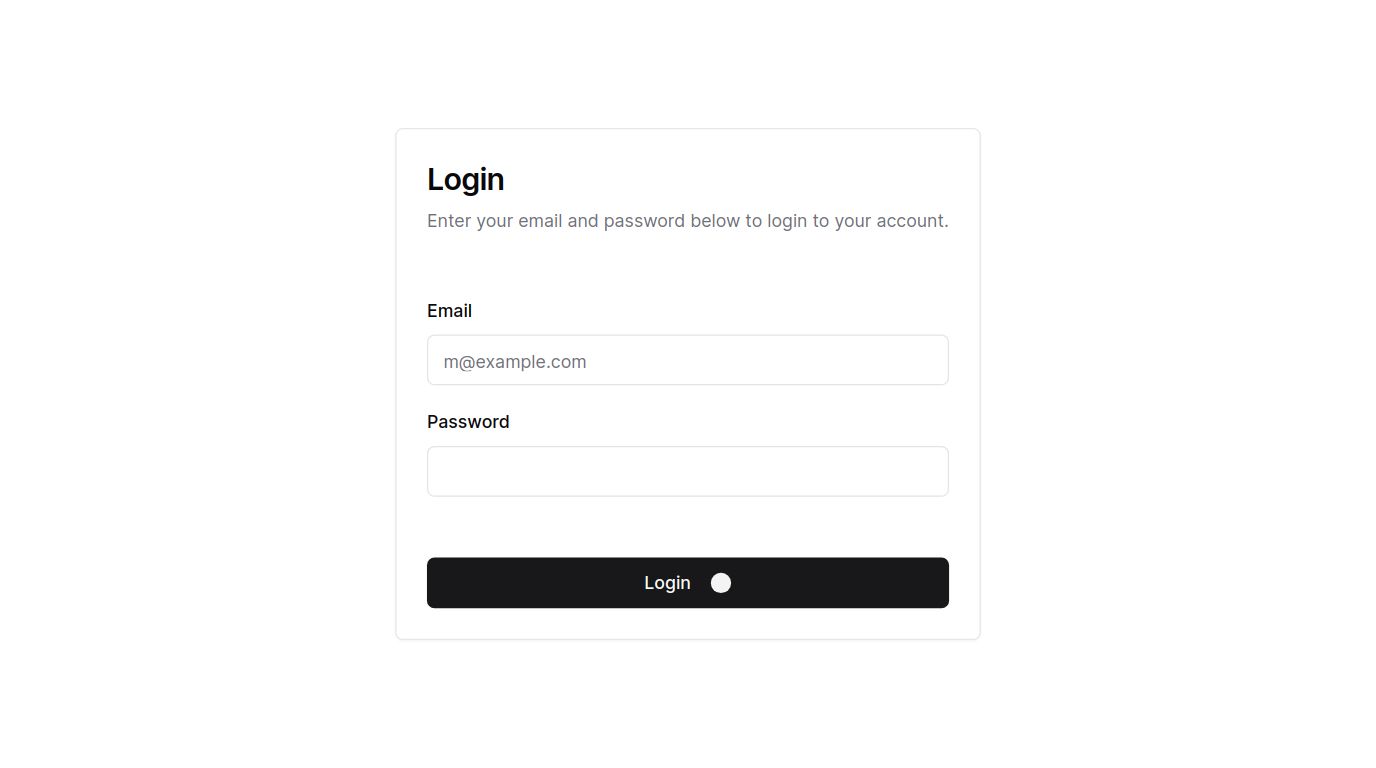 Login
Enter your email and password below to login to your account.
Email
m@example.com
Password
Login